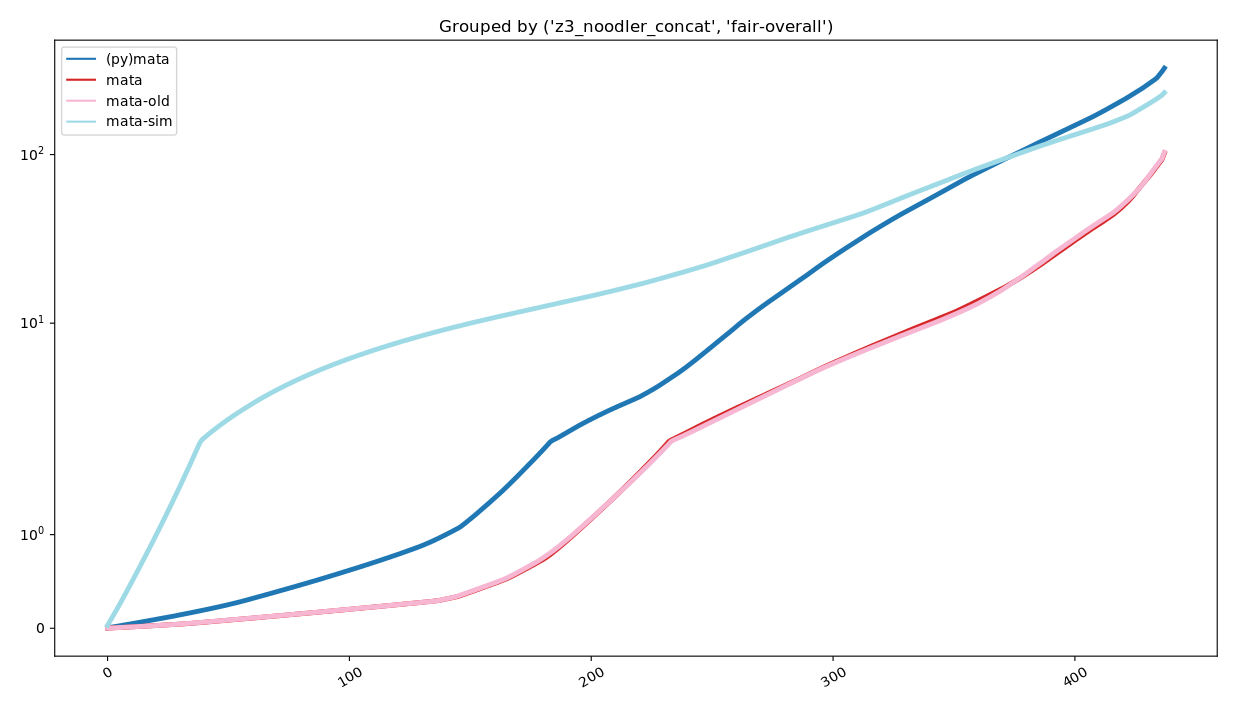 Grouped by ('z3_noodler_concat', 'fair-overall')
(py)mata
mata
mata-old
mata-sim
10²
10¹
10⁰
0
0 100 200 300 400